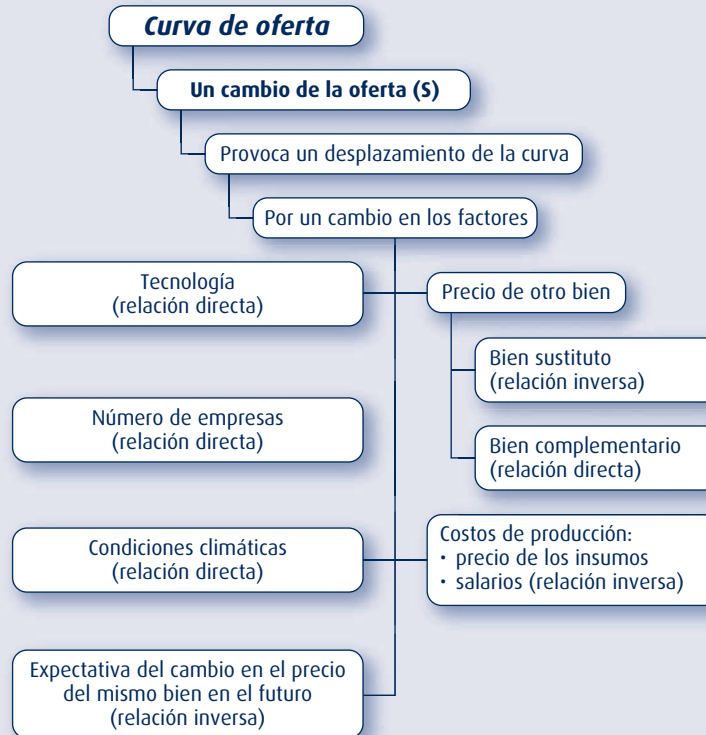 Curva de oferta
Un cambio de la oferta (S)
Provoca un desplazamiento de la curva
Por un cambio en los factores
Tecnología
(relación directa)
Precio de otro bien
Bien sustituto
(relación inversa)
Número de empresas
(relación directa)
Bien complementario
(relación directa)
Condiciones climáticas
(relación directa)
Costos de producción:
• precio de los insumos
• salarios (relación inversa)
Expectativa del cambio en el precio
del mismo bien en el futuro
(relación inversa)